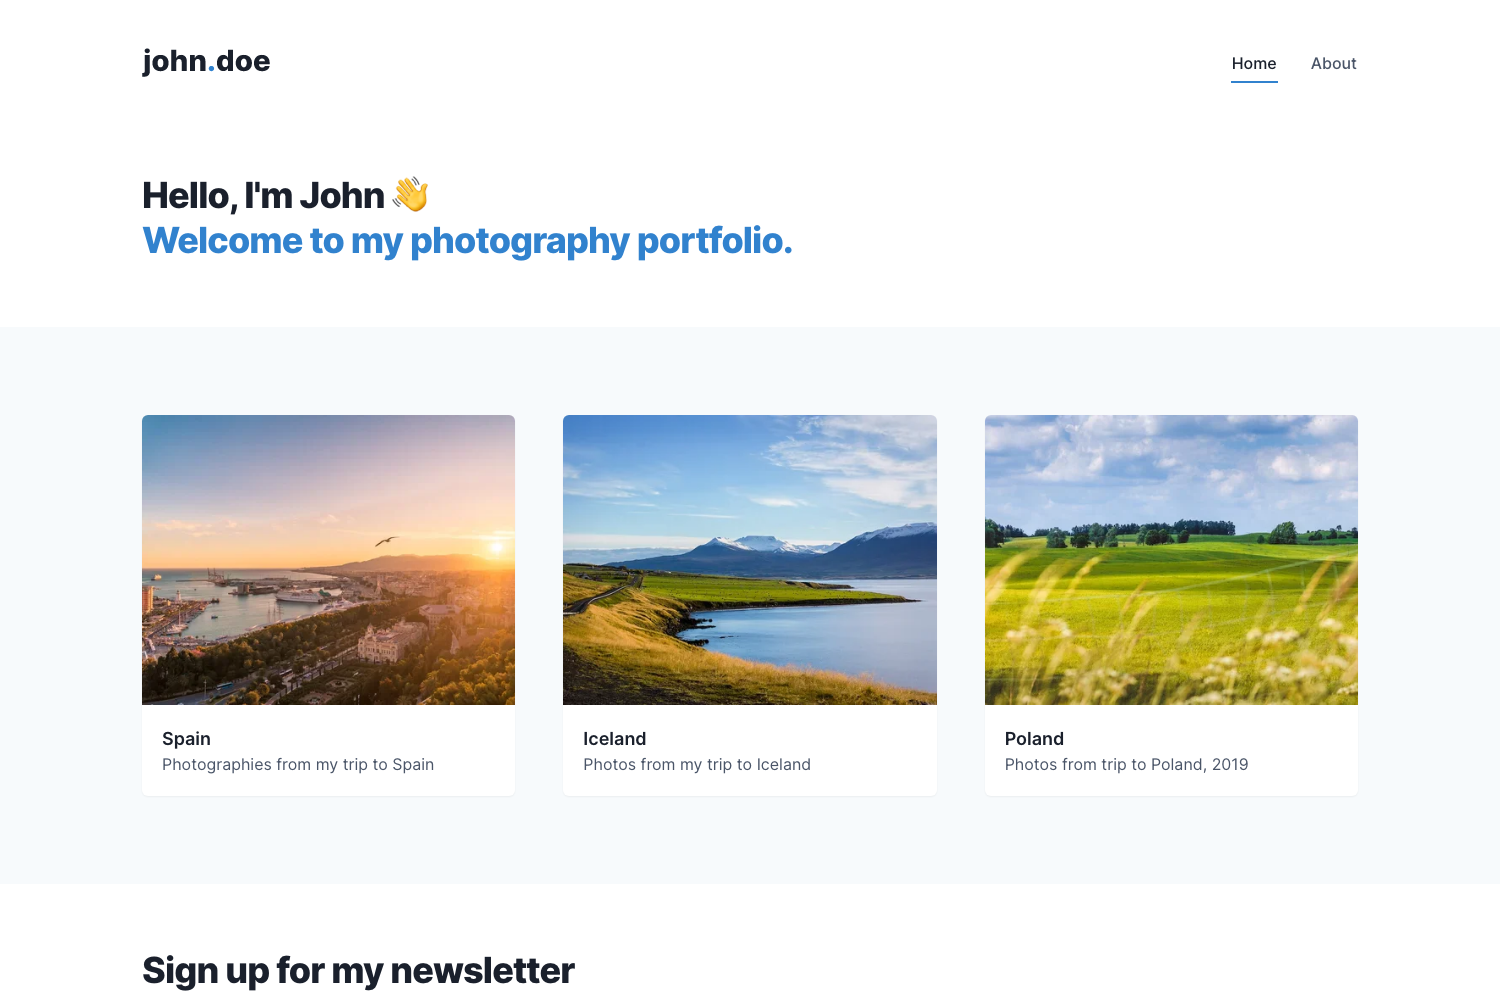 john.doe
Home
About
Hello, I'm John 👋
Welcome to my photography portfolio.
Spain
Photographies from my trip to Spain
Iceland
Photos from my trip to Iceland
Poland
Photos from trip to Poland, 2019
Sign up for my newsletter